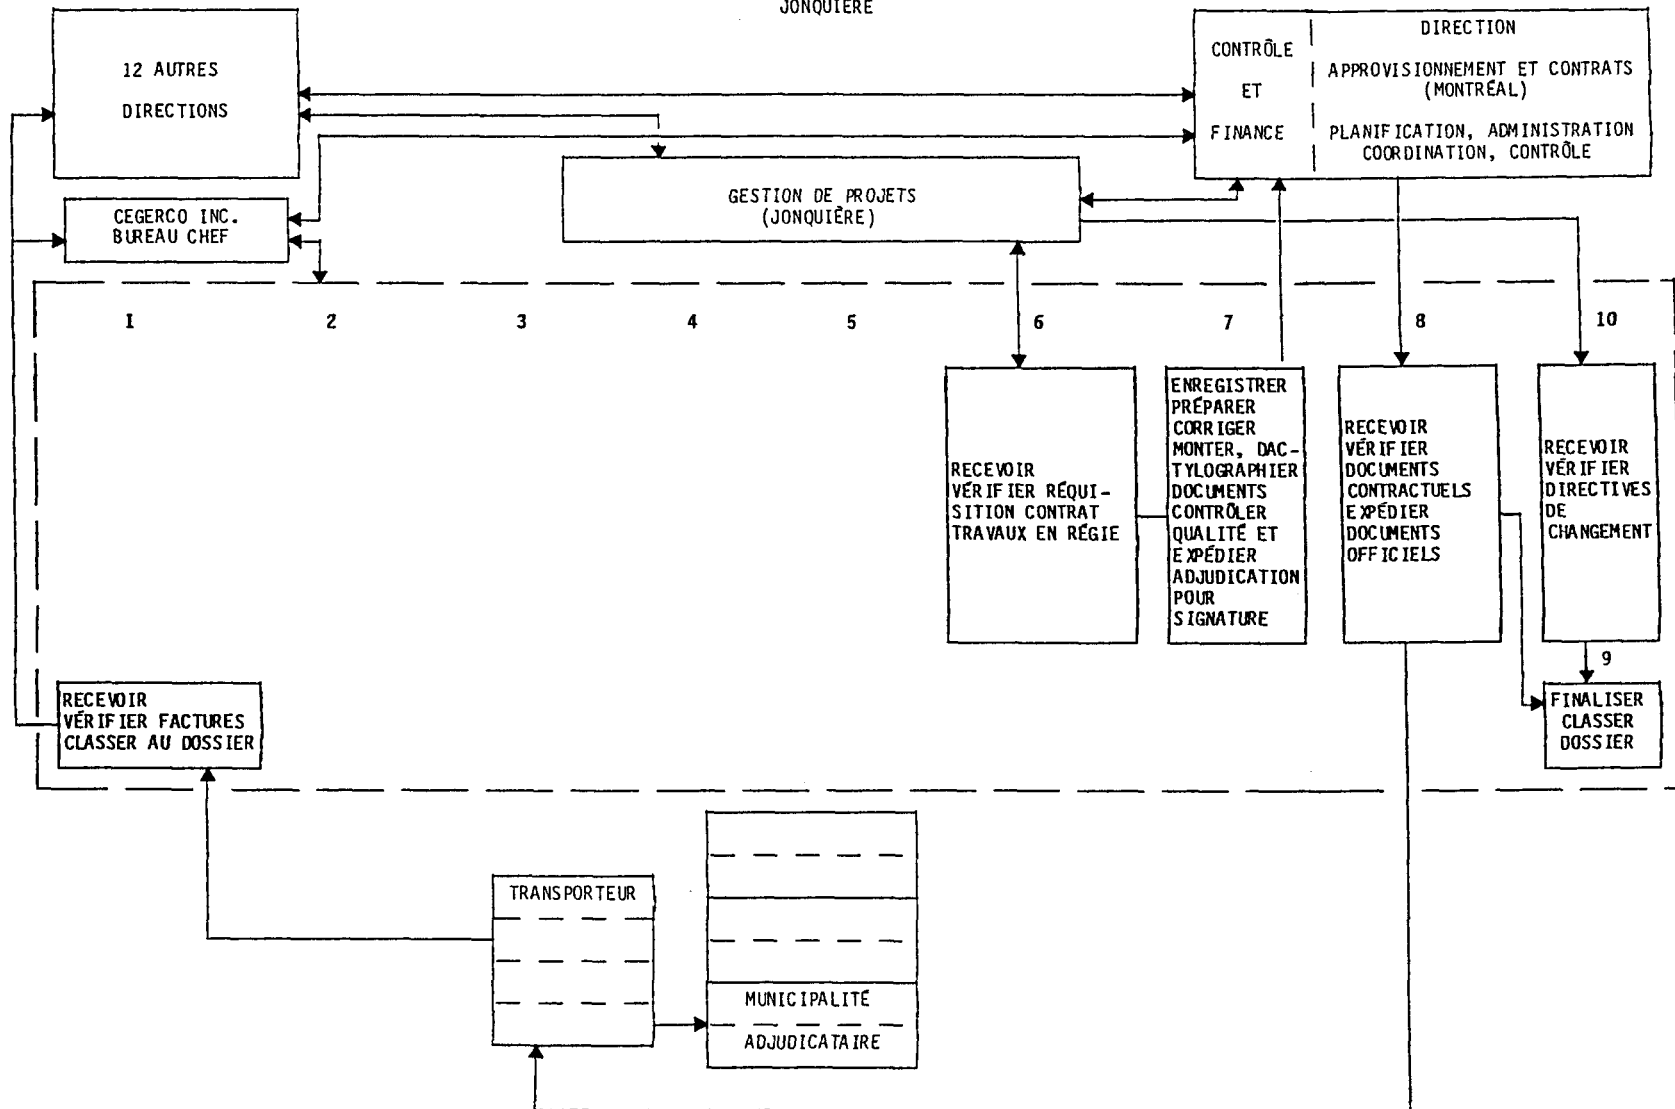 JONQUIÈRE
12 AUTRES
DIRECTIONS
CONTRÔLE
ET
FINANCE
DIRECTION
APPROVISIONNEMENT ET CONTRATS
(MONTRÉAL)
PLANIFICATION, ADMINISTRATION
COORDINATION, CONTRÔLE
GESTION DE PROJETS
(JONQUIÈRE)
CEGERCO INC.
BUREAU CHEF
1 2 3 4 5 6 7 8 10
RECEVOIR
VÉRIFIER RÉQUI-
SITION CONTRAT
TRAVAUX EN RÉGIE
ENREGISTRER
PRÉPARER
CORRIGER
MONTER, DAC-
TYLOGRAPHIER
DOCUMENTS
CONTRÔLER
QUALITÉ ET
EXPÉDIER
ADJUDICATION
POUR
SIGNATURE
RECEVOIR
VÉRIFIER
DOCUMENTS
CONTRACTUELS
EXPÉDIER
DOCUMENTS
OFFICIELS
RECEVOIR
VÉRIFIER
DIRECTIVES
DE
CHANGEMENT
9
FINALISER
CLASSER
DOSSIER
RECEVOIR
VÉRIFIER FACTURES
CLASSER AU DOSSIER
TRANSPORTEUR
MUNICIPALITÉ
ADJUDICATAIRE